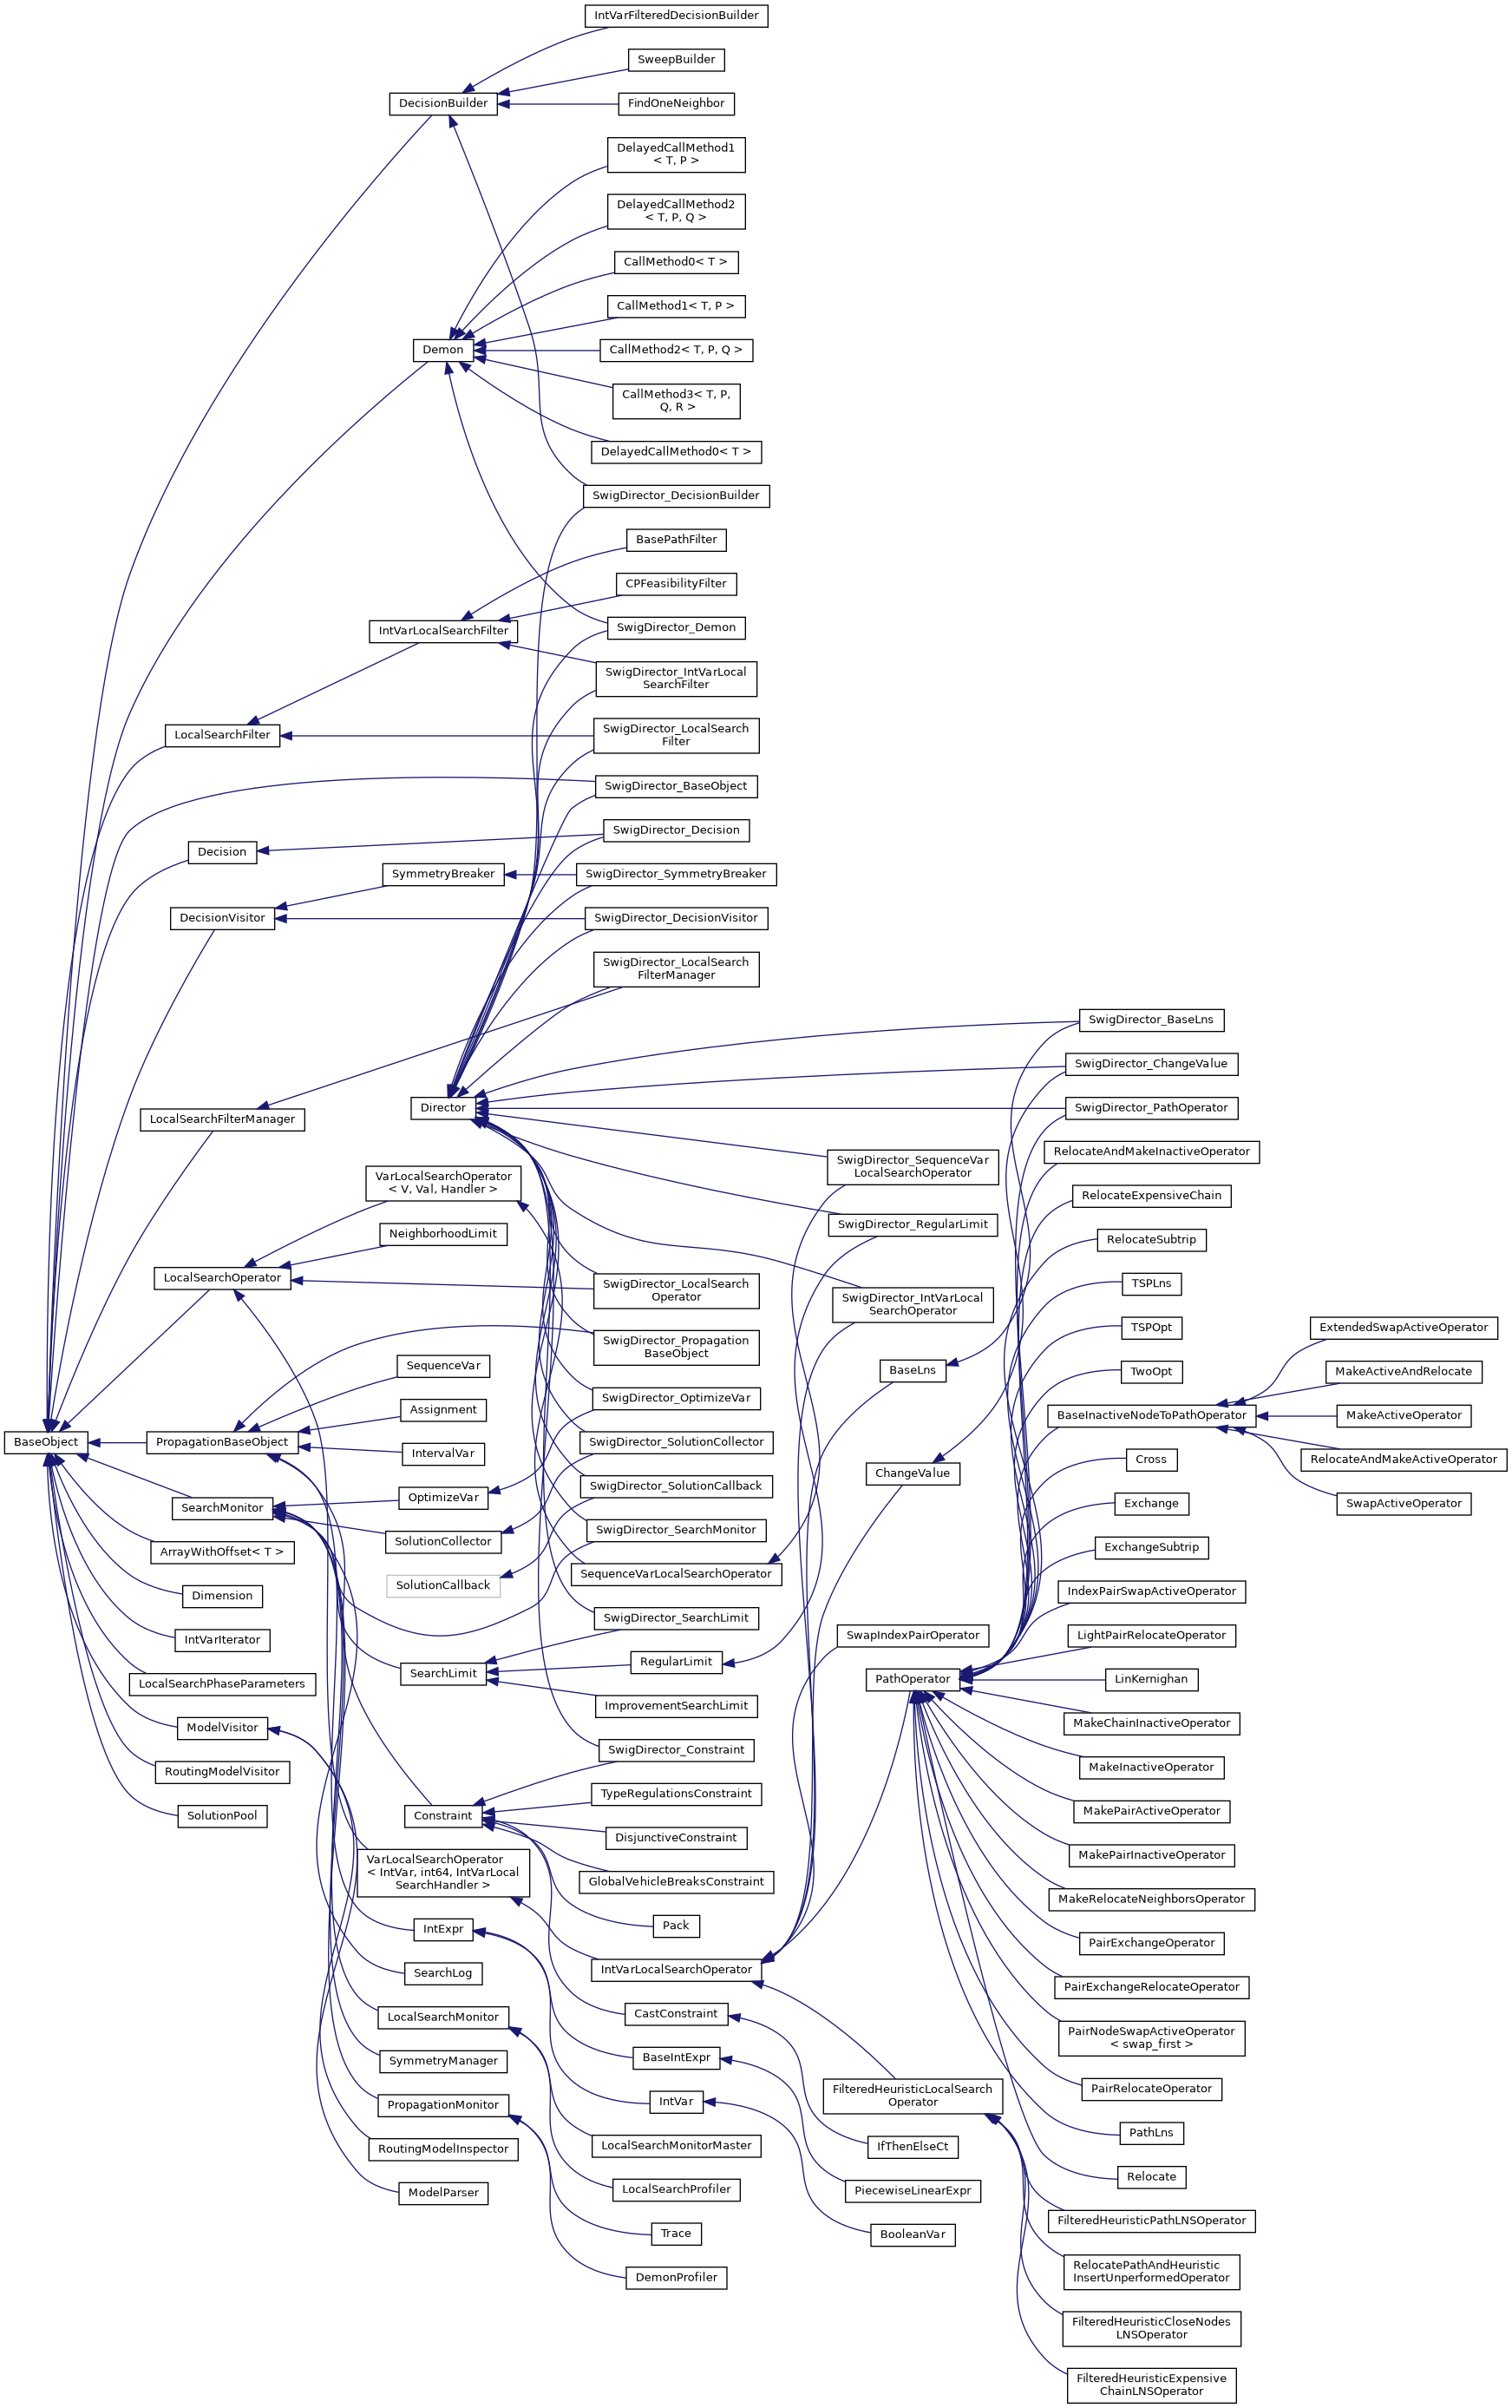 IntVarFilteredDecisionBuilder
SweepBuilder
DecisionBuilder
FindOneNeighbor
DelayedCallMethod1
< T, P >
DelayedCallMethod2
< T, P, Q >
CallMethod0< T >
CallMethod1< T, P >
Demon
CallMethod2< T, P, Q >
CallMethod3< T, P,
Q, R >
DelayedCallMethod0< T >
SwigDirector_DecisionBuilder
BasePathFilter
CPFeasibilityFilter
IntVarLocalSearchFilter
SwigDirector_Demon
SwigDirector_IntVarLocal
SearchFilter
LocalSearchFilter
SwigDirector_LocalSearch
Filter
SwigDirector_BaseObject
Decision
SwigDirector_Decision
SymmetryBreaker
SwigDirector_SymmetryBreaker
DecisionVisitor
SwigDirector_DecisionVisitor
SwigDirector_LocalSearch
FilterManager
SwigDirector_BaseLns
SwigDirector_ChangeValue
LocalSearchFilterManager
Director
SwigDirector_PathOperator
RelocateAndMakeInactiveOperator
SwigDirector_SequenceVar
LocalSearchOperator
VarLocalSearchOperator
< V, Val, Handler >
RelocateExpensiveChain
NeighborhoodLimit
SwigDirector_RegularLimit
RelocateSubtrip
LocalSearchOperator
SwigDirector_LocalSearch
Operator
SwigDirector_IntVarLocal
SearchOperator
TSPLns
TSPOpt
ExtendedSwapActiveOperator
SwigDirector_Propagation
BaseObject
SequenceVar
BaseLns
TwoOpt
MakeActiveAndRelocate
Assignment
SwigDirector_OptimizeVar
BaseInactiveNodeToPathOperator
MakeActiveOperator
BaseObject
PropagationBaseObject
IntervalVar
SwigDirector_SolutionCollector
Cross
RelocateAndMakeActiveOperator
ChangeValue
SearchMonitor
OptimizeVar
SwigDirector_SolutionCallback
Exchange
SwapActiveOperator
ArrayWithOffset< T >
SolutionCollector
SwigDirector_SearchMonitor
ExchangeSubtrip
Dimension
SolutionCallback
SequenceVarLocalSearchOperator
IndexPairSwapActiveOperator
IntVarIterator
SwigDirector_SearchLimit
SwapIndexPairOperator
LightPairRelocateOperator
LocalSearchPhaseParameters
SearchLimit
RegularLimit
PathOperator
LinKernighan
ImprovementSearchLimit
MakeChainInactiveOperator
ModelVisitor
SwigDirector_Constraint
MakeInactiveOperator
RoutingModelVisitor
TypeRegulationsConstraint
MakePairActiveOperator
SolutionPool
Constraint
DisjunctiveConstraint
MakePairInactiveOperator
VarLocalSearchOperator
< IntVar, int64, IntVarLocal
SearchHandler >
GlobalVehicleBreaksConstraint
MakeRelocateNeighborsOperator
IntExpr
Pack
PairExchangeOperator
SearchLog
IntVarLocalSearchOperator
PairExchangeRelocateOperator
LocalSearchMonitor
CastConstraint
PairNodeSwapActiveOperator
< swap_first >
SymmetryManager
BaseIntExpr
PairRelocateOperator
FilteredHeuristicLocalSearch
Operator
PropagationMonitor
IntVar
PathLns
RoutingModelInspector
LocalSearchMonitorMaster
IfThenElseCt
Relocate
ModelParser
LocalSearchProfiler
PiecewiseLinearExpr
FilteredHeuristicPathLNSOperator
Trace
BooleanVar
RelocatePathAndHeuristic
InsertUnperformedOperator
DemonProfiler
FilteredHeuristicCloseNodes
LNSOperator
FilteredHeuristicExpensive
ChainLNSOperator